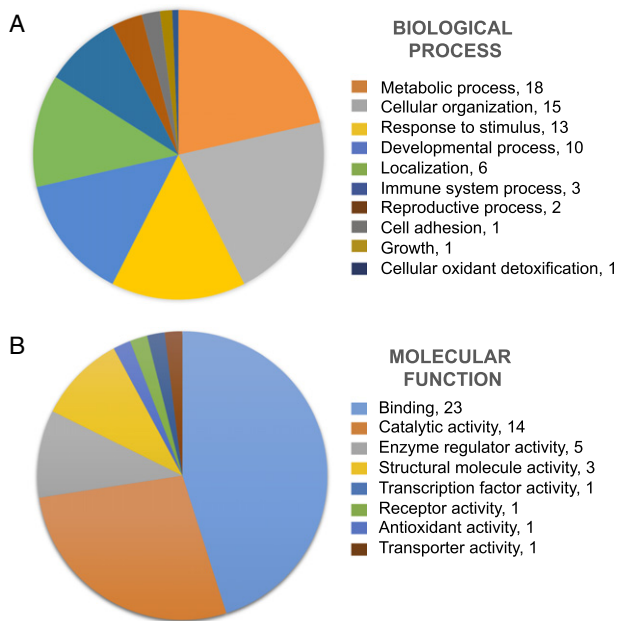 A
BIOLOGICAL
PROCESS
Metabolic process, 18
Cellular organization, 15
Response to stimulus, 13
Developmental process, 10
Localization, 6
Immune system process, 3
Reproductive process, 2
Cell adhesion, 1
Growth, 1
Cellular oxidant detoxification, 1
B
MOLECULAR
FUNCTION
Binding, 23
Catalytic activity, 14
Enzyme regulator activity, 5
Structural molecule activity, 3
Transcription factor activity, 1
Receptor activity, 1
Antioxidant activity, 1
Transporter activity, 1